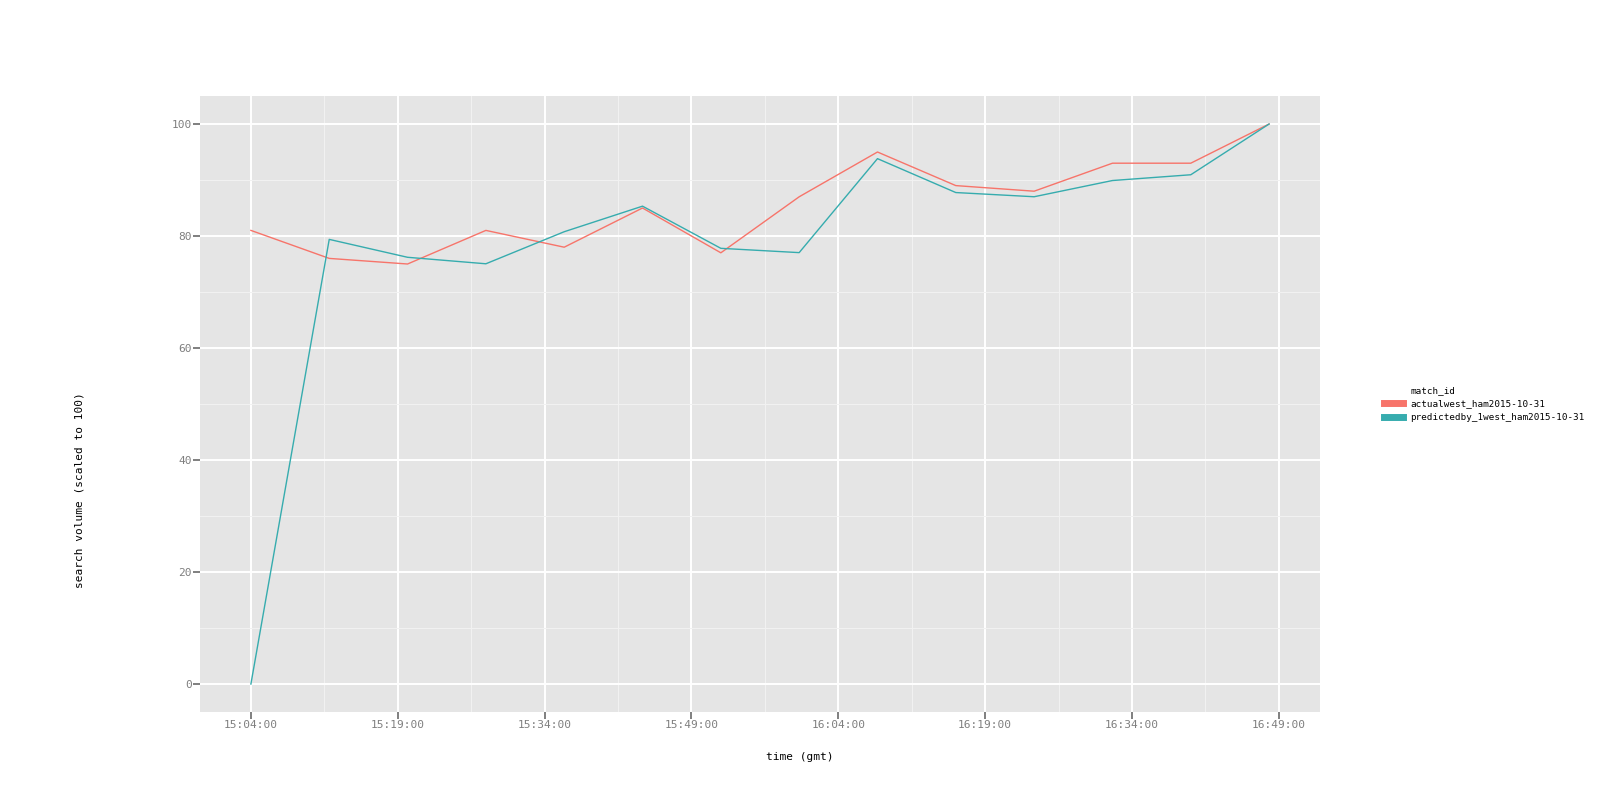 100
80
60
40
20
0
search volume (scaled to 100)
15:04:00 15:19:00 15:34:00 15:49:00 16:04:00 16:19:00 16:34:00 16:49:00
time (gmt)
match_id
actualwest_ham2015-10-31
predictedby_1west_ham2015-10-31